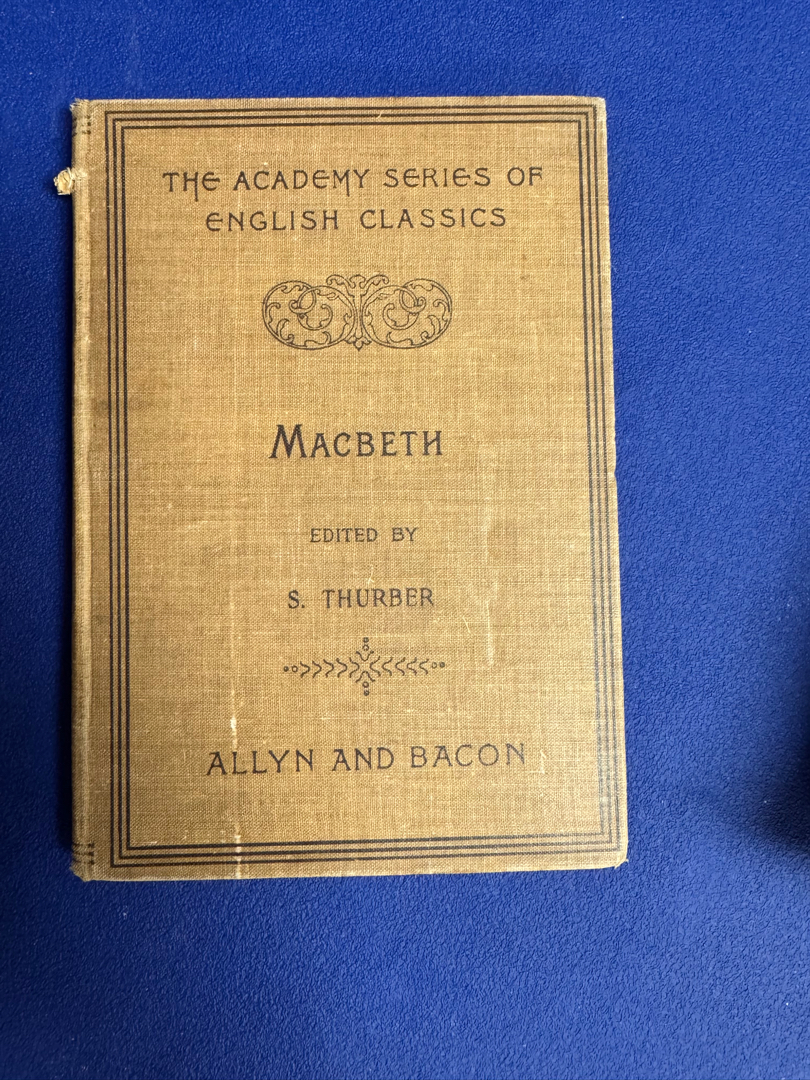 THE ACADEMY SERIES OF
ENGLISH CLASSICS
MACBETH
EDITED BY
S. THURBER
ALLYN AND BACON